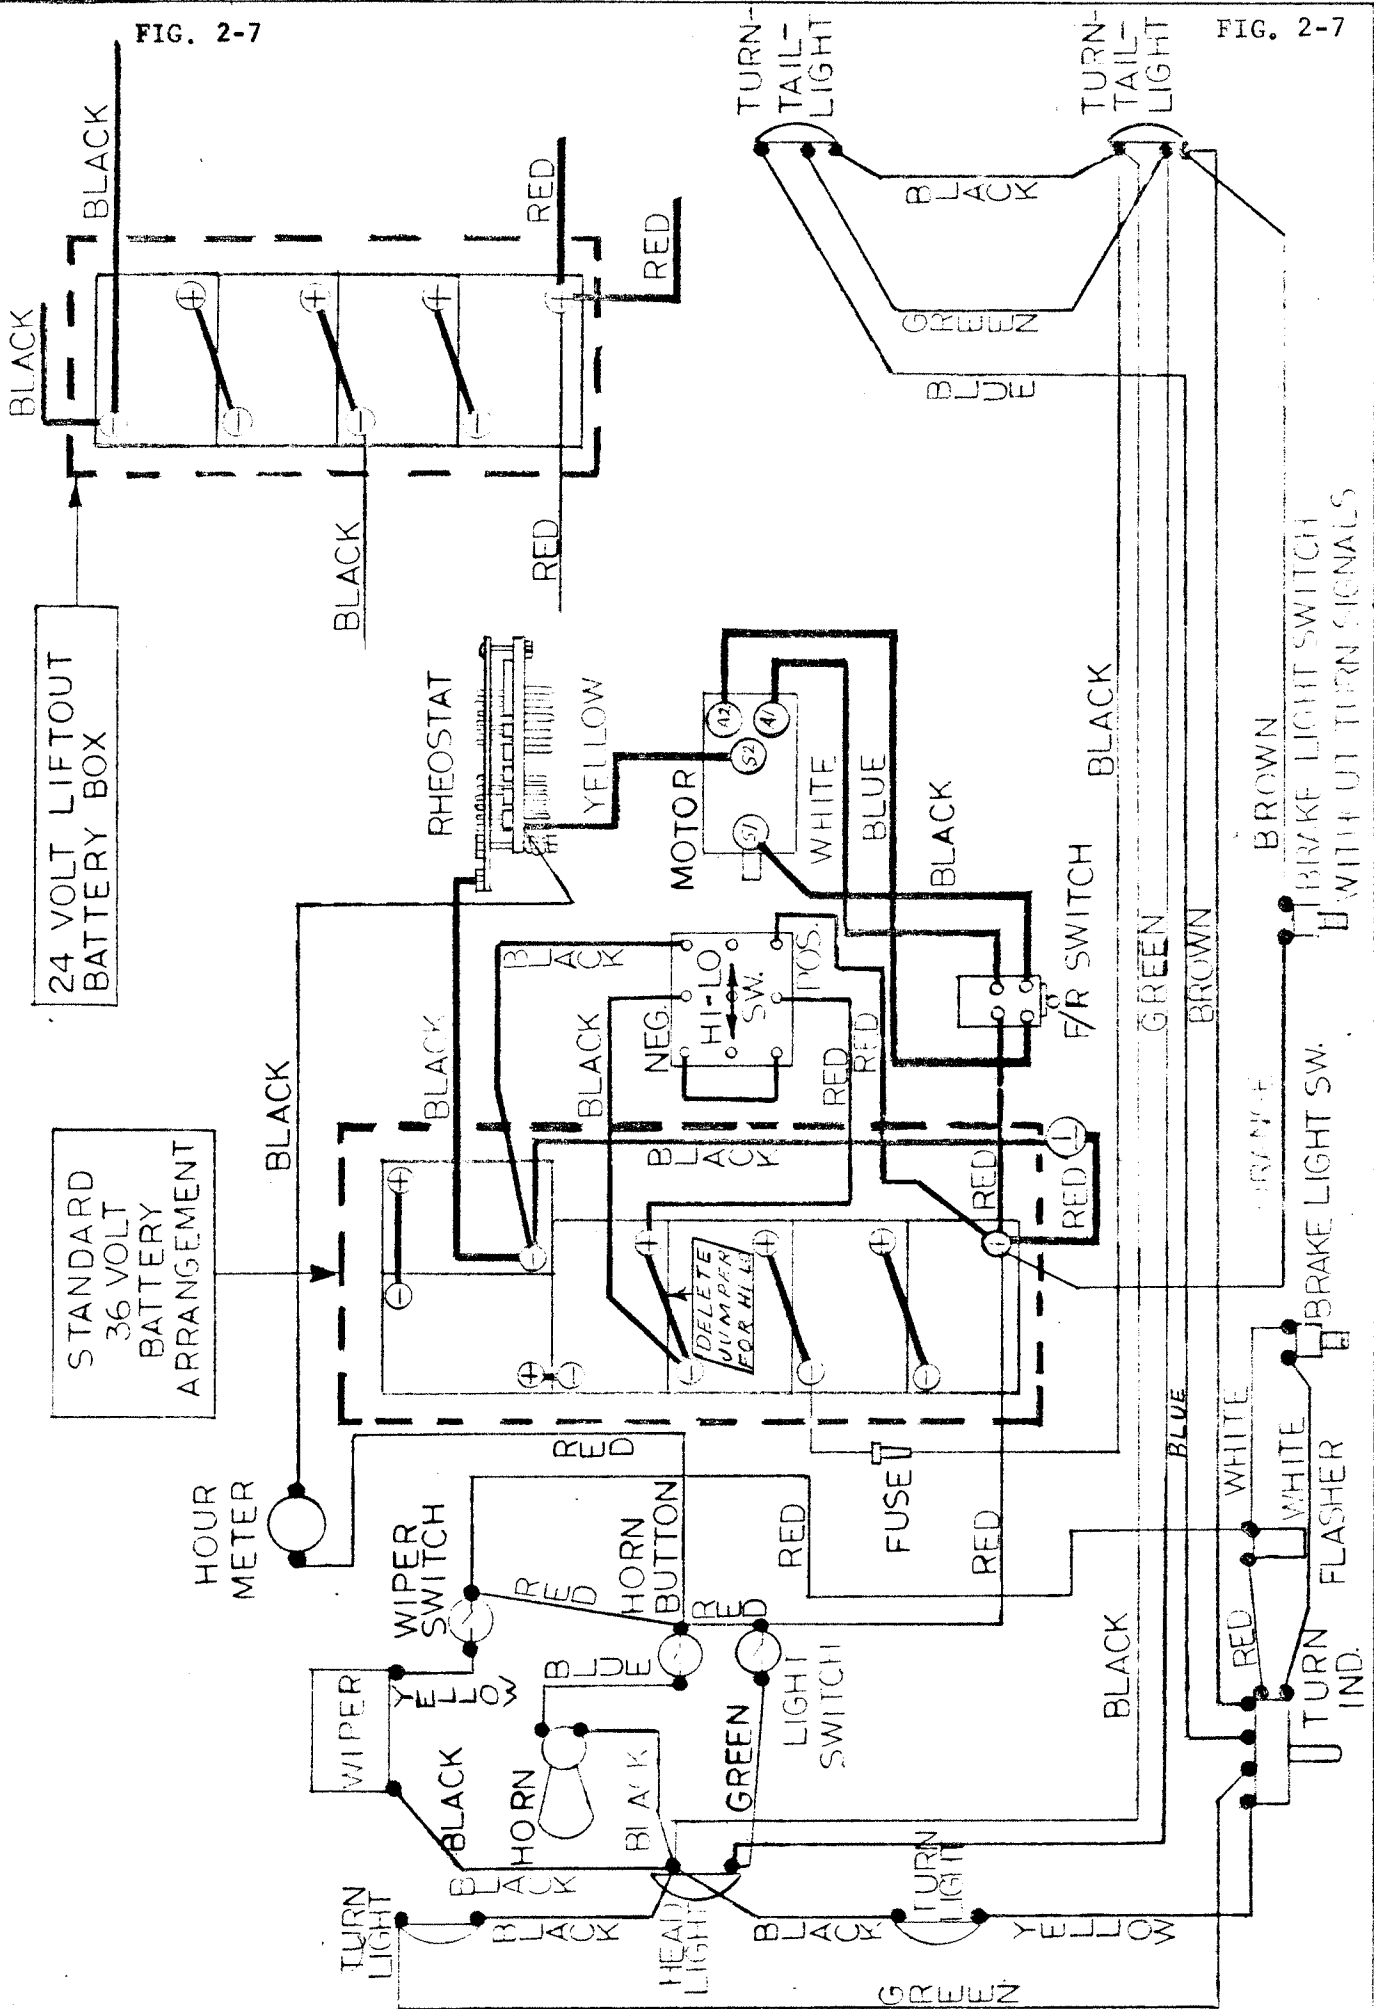 FIG. 2-7
FIG. 2-7
BLACK
BLACK
RED
RED
24 VOLT LIFTOUT
BATTERY BOX
BLACK
RED
TURN-
TAIL-
LIGHT
TURN-
TAIL-
LIGHT
BLACK
GREEN
BLUE
RHEOSTAT
YELLOW
MOTOR
A2
A1
S2
S1
WHITE
BLUE
BLACK
BLACK
BROWN
BRAKE LIGHT SWITCH
WITHOUT TURN SIGNALS
STANDARD
36 VOLT
BATTERY
ARRANGEMENT
BLACK
BLACK
BLACK
BLACK
NEG.
HI-LO
SW.
POS.
RED
RED
F/R SWITCH
GREEN
BROWN
BLACK
RED
RED
DELETE
JUMPER
FOR HI LO
BRAKE LIGHT SW.
HOUR
METER
RED
WIPER
SWITCH
RED
HORN
BUTTON
RED
RED
FUSE
RED
BLUE
WHITE
WHITE
FLASHER
WIPER
YELLOW
BLUE
LIGHT
SWITCH
BLACK
RED
TURN
IND.
BLACK
HORN
BLACK
GREEN
TURN
LIGHT
BLACK
BLACK
HEAD
LIGHT
BLACK
TURN
LIGHT
YELLOW
GREEN